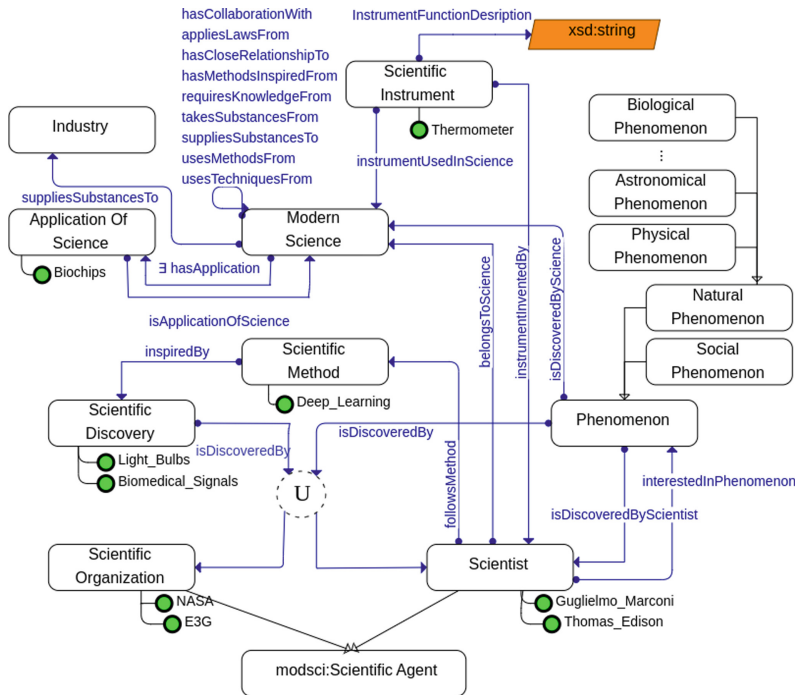 hasCollaborationWith
appliesLawsFrom
hasCloseRelationshipTo
hasMethodsInspiredFrom
requiresKnowledgeFrom
takesSubstancesFrom
suppliesSubstancesTo
usesMethodsFrom
usesTechniquesFrom
InstrumentFunctionDesription
xsd:string
Scientific
Instrument
Thermometer
instrumentUsedInScience
Industry
suppliesSubstancesTo
Application Of
Science
Biochips
Modern
Science
∃ hasApplication
isApplicationOfScience
Biological
Phenomenon
⋮
Astronomical
Phenomenon
Physical
Phenomenon
Natural
Phenomenon
Social
Phenomenon
belongsToScience
instrumentInventedBy
isDiscoveredByScience
inspiredBy
Scientific
Method
Deep_Learning
Scientific
Discovery
Light_Bulbs
Biomedical_Signals
isDiscoveredBy
isDiscoveredBy
U
followsMethod
Phenomenon
interestedInPhenomenon
isDiscoveredByScientist
Scientific
Organization
NASA
E3G
Scientist
Guglielmo_Marconi
Thomas_Edison
modsci:Scientific Agent